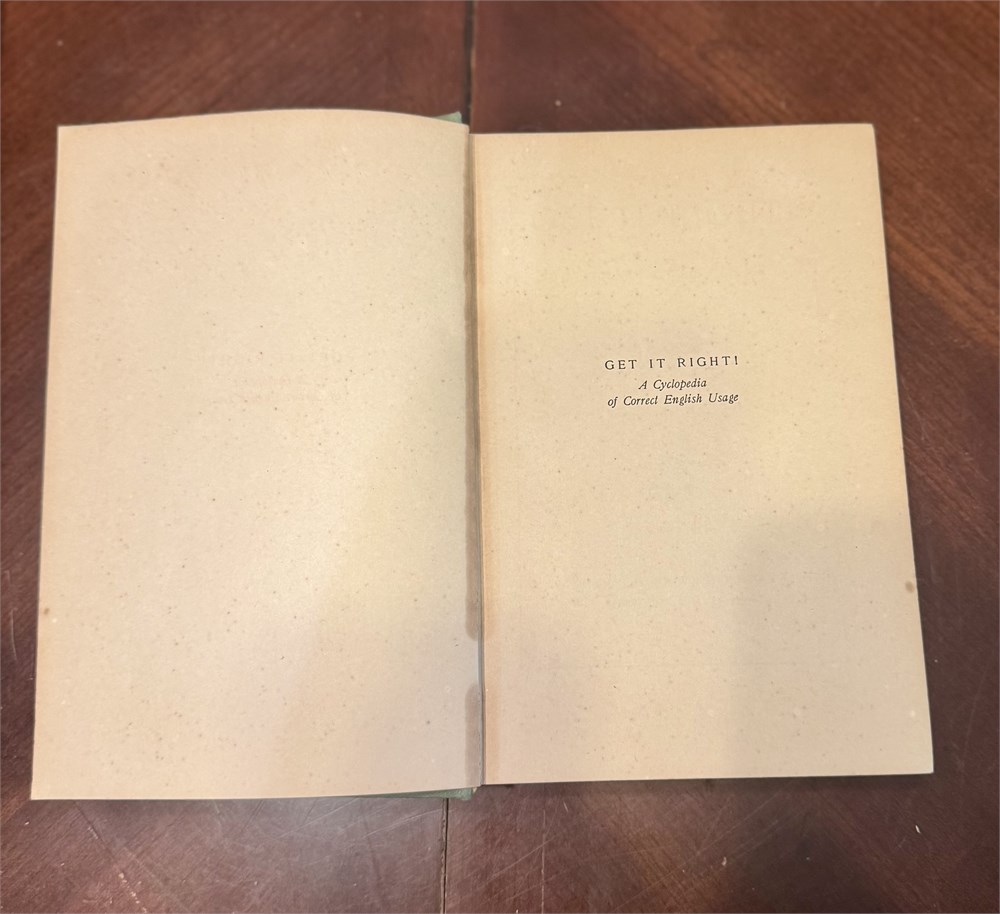 GET IT RIGHT!
A Cyclopedia
of Correct English Usage